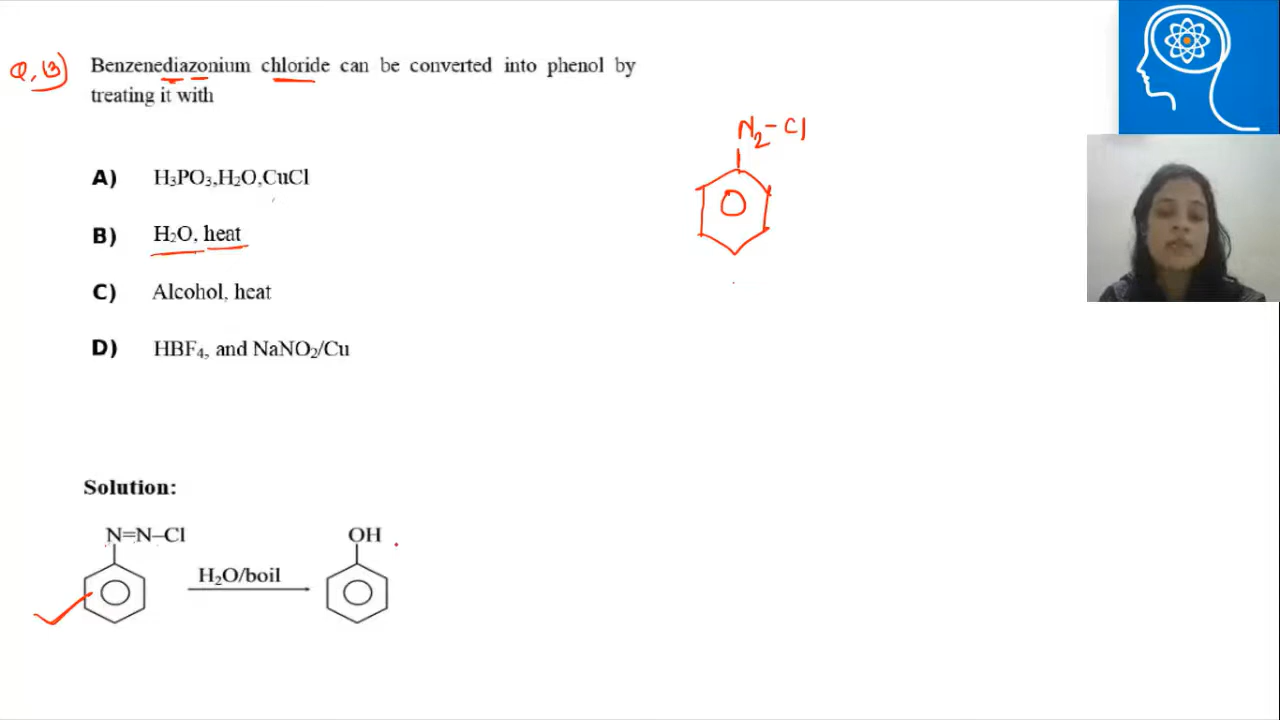 Q.13)
Benzenediazonium chloride can be converted into phenol by
treating it with
A) H₃PO₃,H₂O,CuCl
B) H₂O, heat
C) Alcohol, heat
D) HBF₄, and NaNO₂/Cu
N₂-Cl
Solution:
N=N–Cl
H₂O/boil
OH